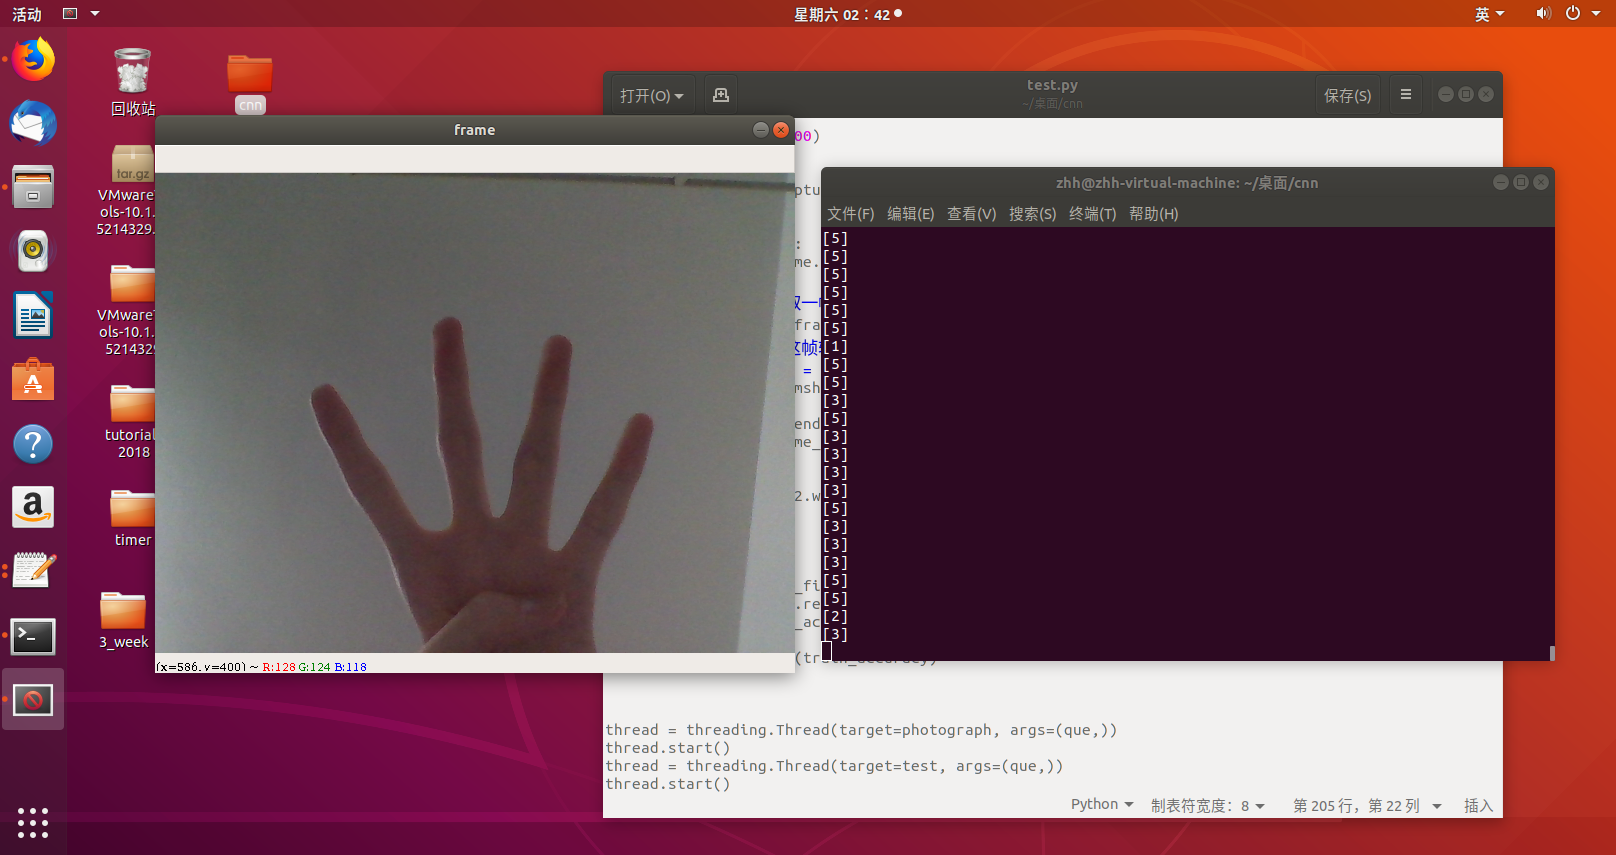 活动
星期六 02：42
英
回收站
cnn
tar.gz
VMware
ols-10.1.
5214329.
VMware
ols-10.1.
521432
tutorial
2018
timer
3_week
打开(O)
test.py
~/桌面/cnn
保存(S)
frame
00)
ptu
:
me.
fra
=
msh
end
me_
2.w
_fi
.re
_ac
thread = threading.Thread(target=photograph, args=(que,))
thread.start()
thread = threading.Thread(target=test, args=(que,))
thread.start()
Python
制表符宽度：8
第 205 行，第 22 列
插入
(x=586, y=400) ~ R:128 G:124 B:118
zhh@zhh-virtual-machine: ~/桌面/cnn
文件(F) 编辑(E) 查看(V) 搜索(S) 终端(T) 帮助(H)
[5]
[5]
[5]
[5]
[5]
[5]
[1]
[5]
[5]
[3]
[5]
[3]
[3]
[3]
[3]
[5]
[3]
[3]
[3]
[5]
[5]
[2]
[3]